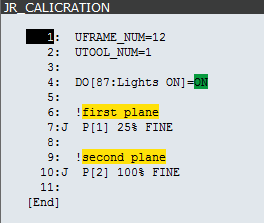 JR_CALICRATION
1: UFRAME_NUM=12
2: UTOOL_NUM=1
3:
4: DO[87:Lights ON]=ON
5:
6: !first plane
7:J P[1] 25% FINE
8:
9: !second plane
10:J P[2] 100% FINE
11:
[End]